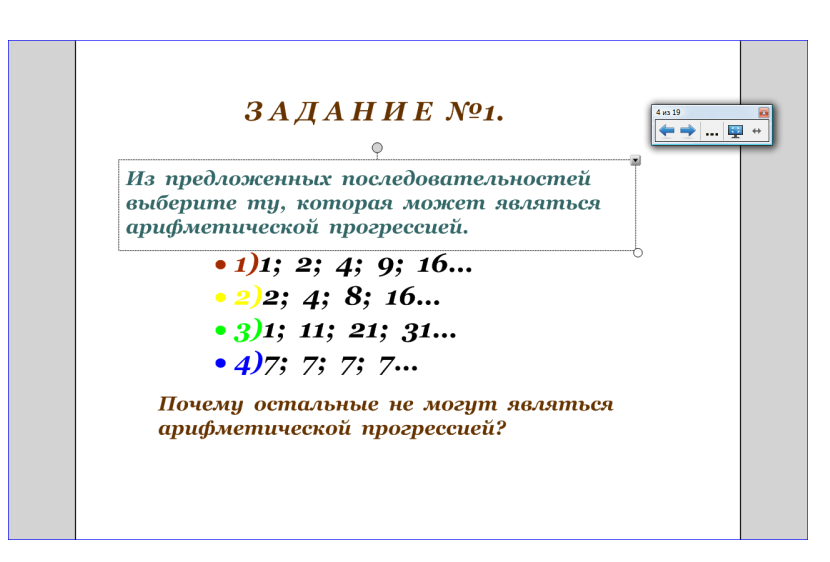 ЗАДАНИЕ №1.
4 из 19
Из предложенных последовательностей
выберите ту, которая может являться
арифметической прогрессией.
• 1)1; 2; 4; 9; 16...
• 2)2; 4; 8; 16...
• 3)1; 11; 21; 31...
• 4)7; 7; 7; 7...
Почему остальные не могут являться
арифметической прогрессией?